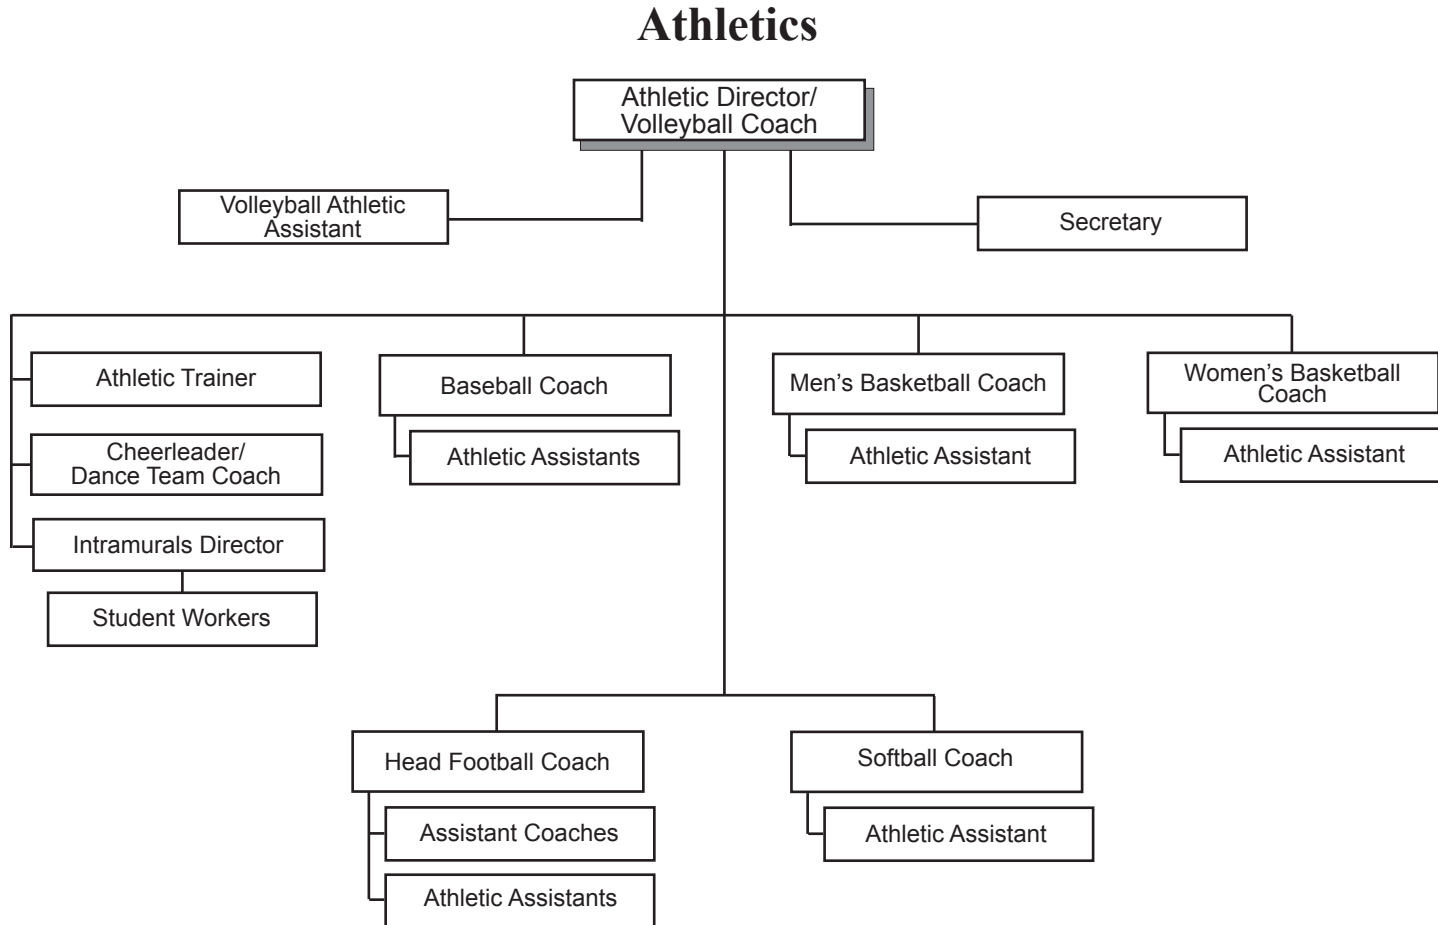 Athletics
Athletic Director/
Volleyball Coach
Volleyball Athletic
Assistant
Secretary
Athletic Trainer
Cheerleader/
Dance Team Coach
Intramurals Director
Student Workers
Baseball Coach
Athletic Assistants
Men’s Basketball Coach
Athletic Assistant
Women’s Basketball
Coach
Athletic Assistant
Head Football Coach
Assistant Coaches
Athletic Assistants
Softball Coach
Athletic Assistant